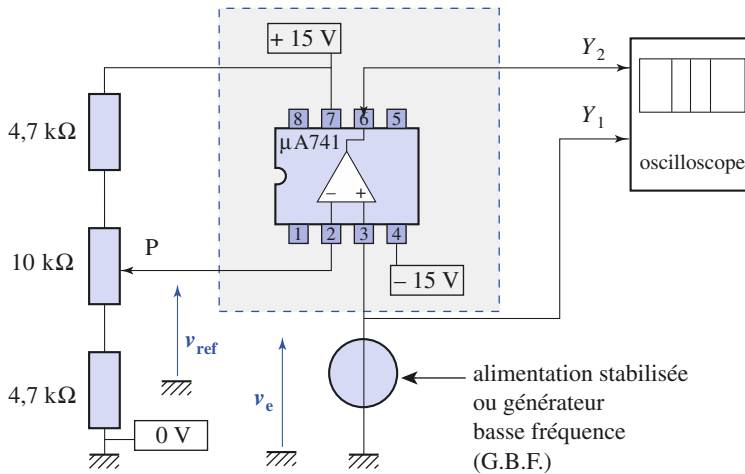 + 15 V
Y2
4,7 kΩ
8 7 6 5
μA741
Y1
oscilloscope
– +
1 2 3 4
10 kΩ
P
– 15 V
vref
4,7 kΩ
ve
alimentation stabilisée
ou générateur
basse fréquence
(G.B.F.)
0 V